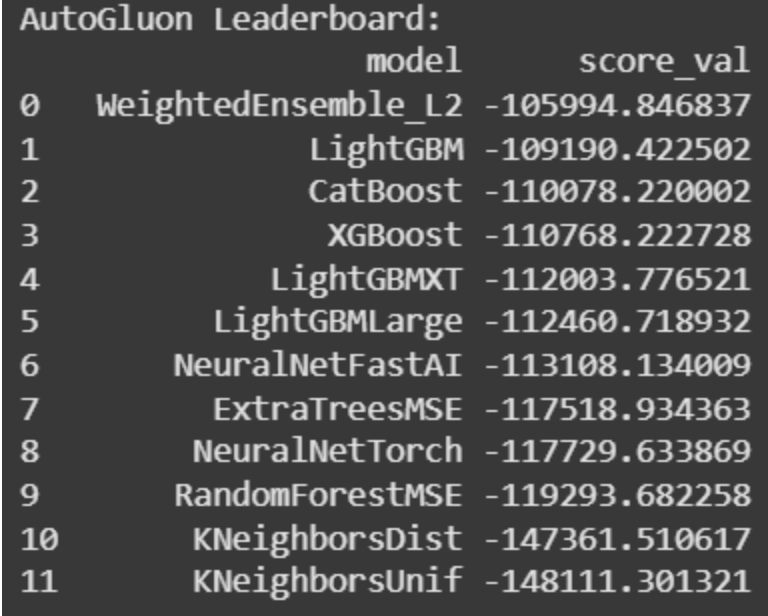 AutoGluon Leaderboard:
model score_val
0 WeightedEnsemble_L2 -105994.846837
1 LightGBM -109190.422502
2 CatBoost -110078.220002
3 XGBoost -110768.222728
4 LightGBMXT -112003.776521
5 LightGBMLarge -112460.718932
6 NeuralNetFastAI -113108.134009
7 ExtraTreesMSE -117518.934363
8 NeuralNetTorch -117729.633869
9 RandomForestMSE -119293.682258
10 KNeighborsDist -147361.510617
11 KNeighborsUnif -148111.301321